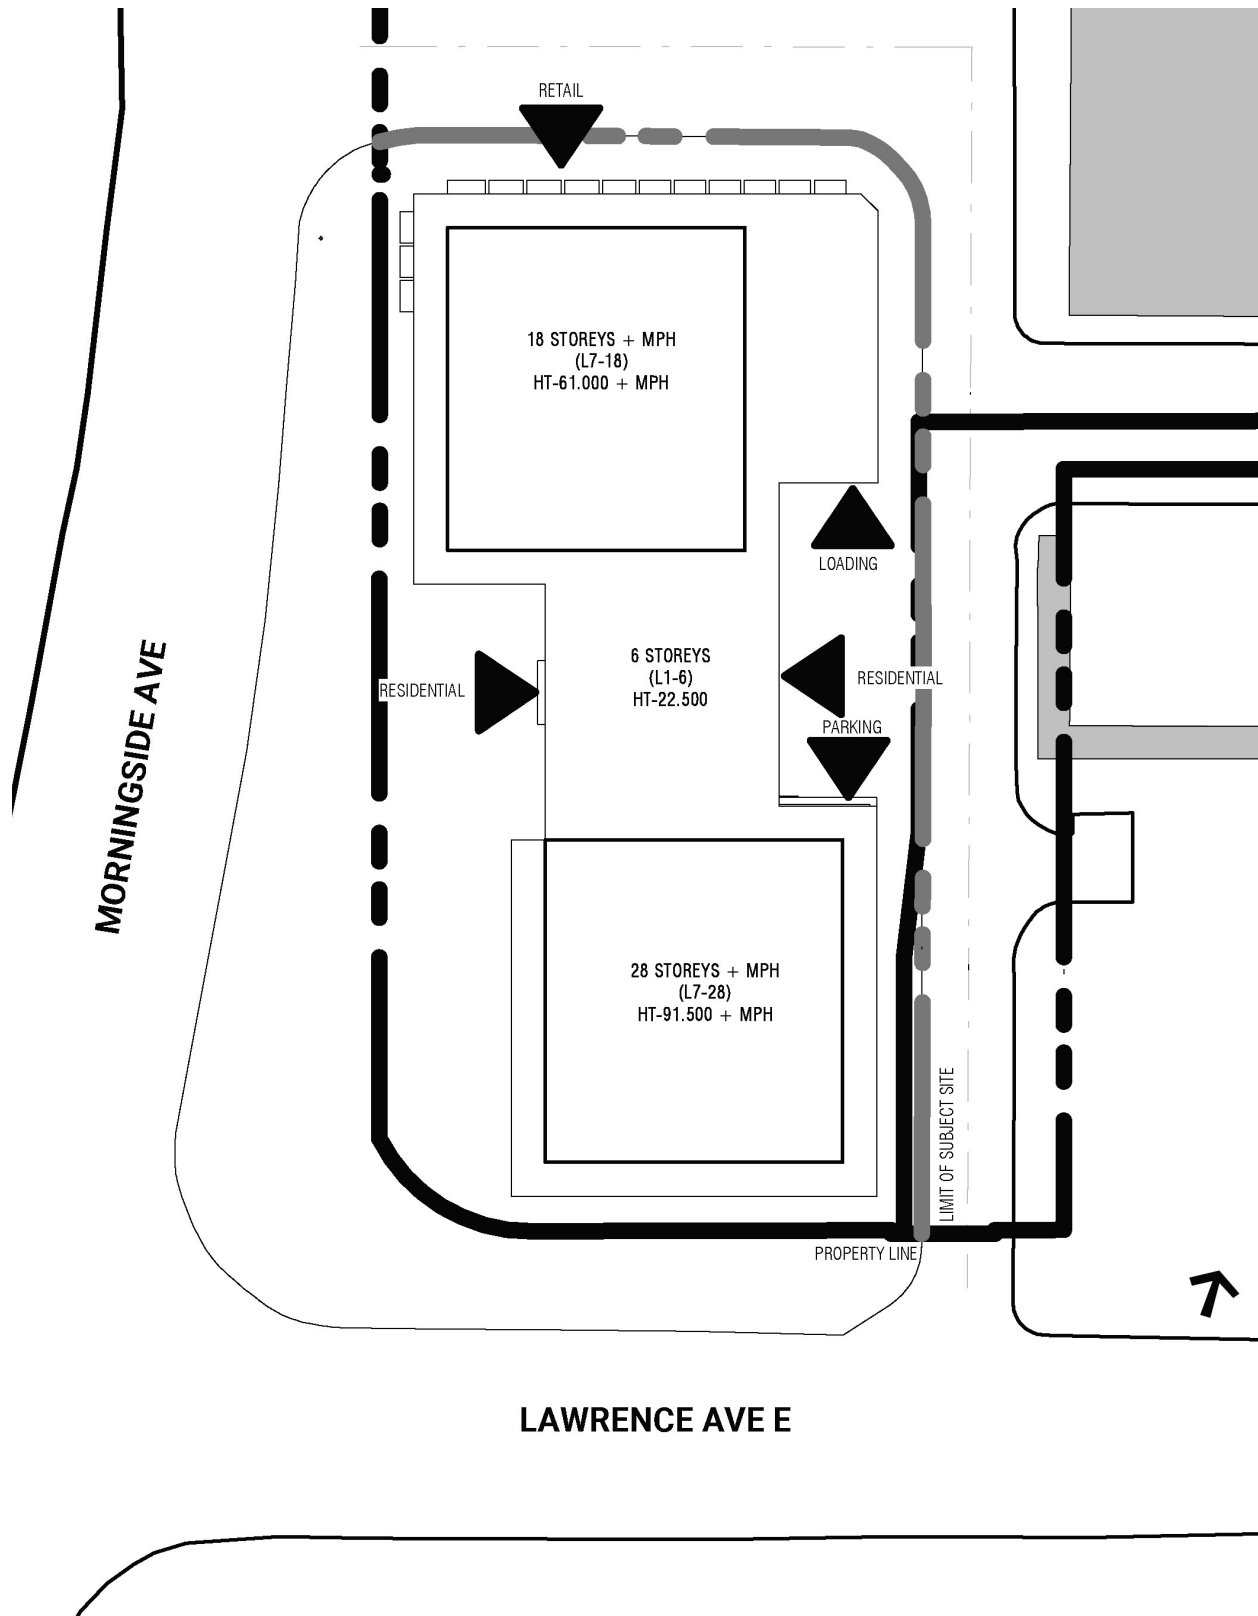 RETAIL
18 STOREYS + MPH
(L7-18)
HT-61.000 + MPH
LOADING
6 STOREYS
(L1-6)
HT-22.500
RESIDENTIAL
RESIDENTIAL
PARKING
MORNINGSIDE AVE
28 STOREYS + MPH
(L7-28)
HT-91.500 + MPH
LIMIT OF SUBJECT SITE
PROPERTY LINE
LAWRENCE AVE E